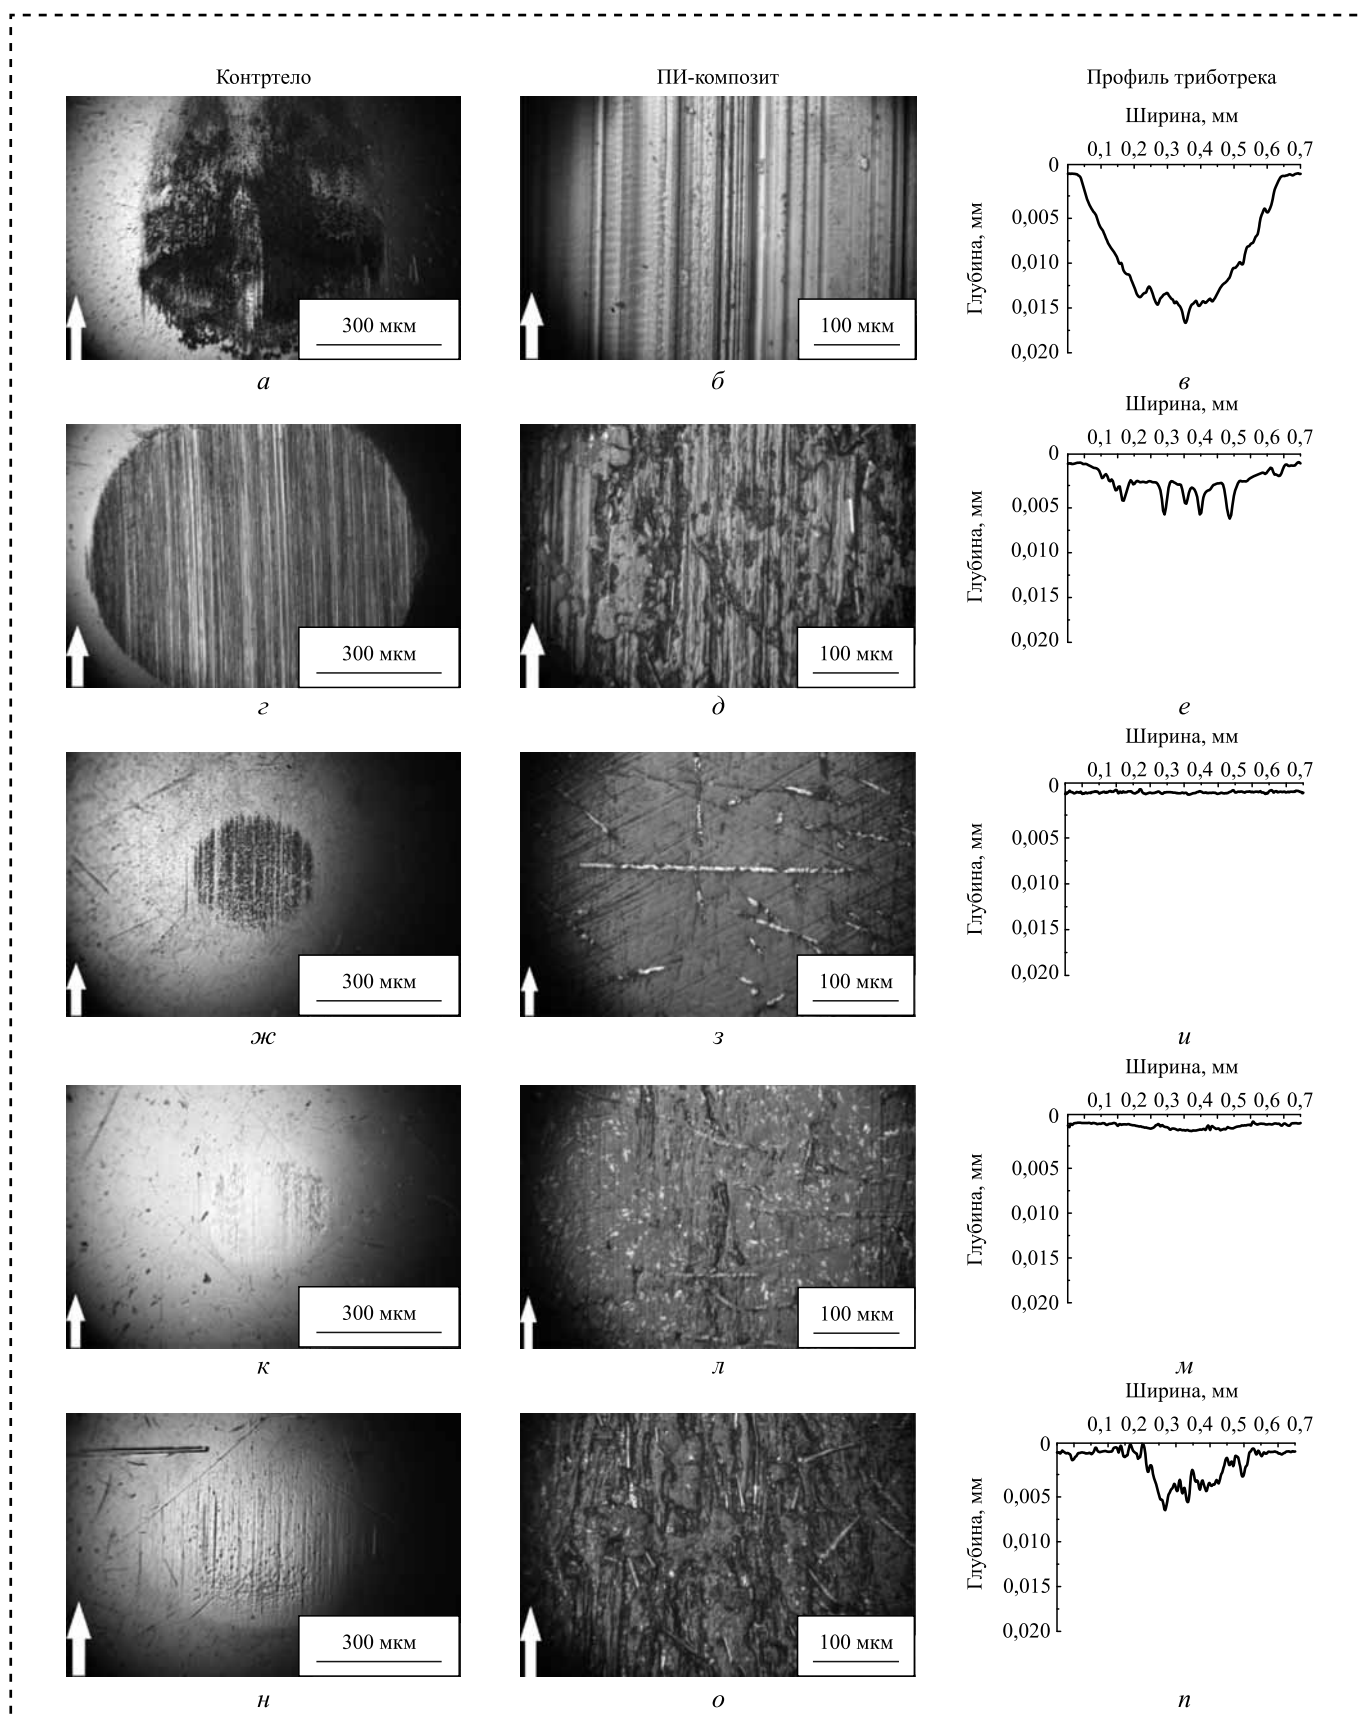 Контртело
ПИ-композит
Профиль триботрека
300 мкм
а
100 мкм
б
Ширина, мм
0,1 0,2 0,3 0,4 0,5 0,6 0,7
0
0,005
0,010
0,015
0,020
Глубина, мм
в
300 мкм
г
100 мкм
д
Ширина, мм
0,1 0,2 0,3 0,4 0,5 0,6 0,7
0
0,005
0,010
0,015
0,020
Глубина, мм
е
300 мкм
ж
100 мкм
з
Ширина, мм
0,1 0,2 0,3 0,4 0,5 0,6 0,7
0
0,005
0,010
0,015
0,020
Глубина, мм
и
300 мкм
к
100 мкм
л
Ширина, мм
0,1 0,2 0,3 0,4 0,5 0,6 0,7
0
0,005
0,010
0,015
0,020
Глубина, мм
м
300 мкм
н
100 мкм
о
Ширина, мм
0,1 0,2 0,3 0,4 0,5 0,6 0,7
0
0,005
0,010
0,015
0,020
Глубина, мм
п